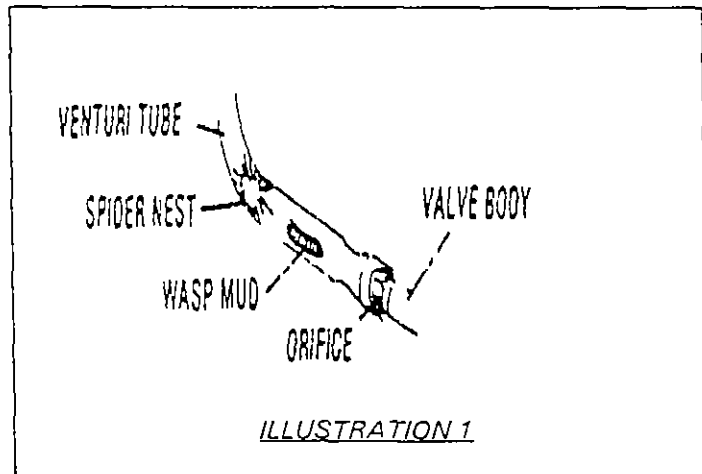 VENTURI TUBE
SPIDER NEST
VALVE BODY
WASP MUD
ORIFICE
ILLUSTRATION 1